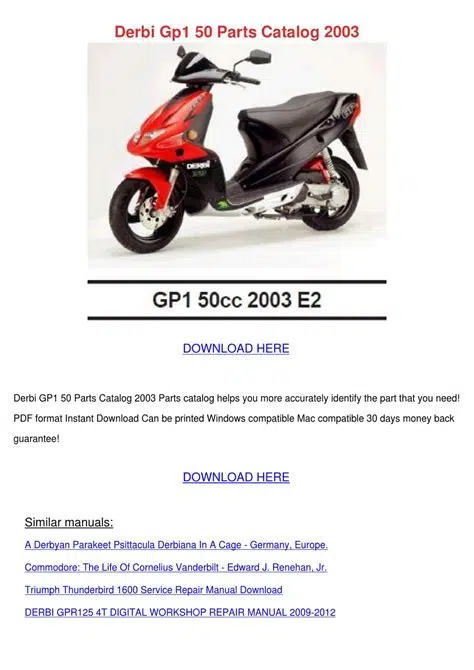 Derbi Gp1 50 Parts Catalog 2003
DERBI
GP1 50cc 2003 E2
DOWNLOAD HERE
Derbi GP1 50 Parts Catalog 2003 Parts catalog helps you more accurately identify the part that you need!
PDF format Instant Download Can be printed Windows compatible Mac compatible 30 days money back
guarantee!
DOWNLOAD HERE
Similar manuals:
A Derbyan Parakeet Psittacula Derbiana In A Cage - Germany, Europe.
Commodore: The Life Of Cornelius Vanderbilt - Edward J. Renehan, Jr.
Triumph Thunderbird 1600 Service Repair Manual Download
DERBI GPR125 4T DIGITAL WORKSHOP REPAIR MANUAL 2009-2012